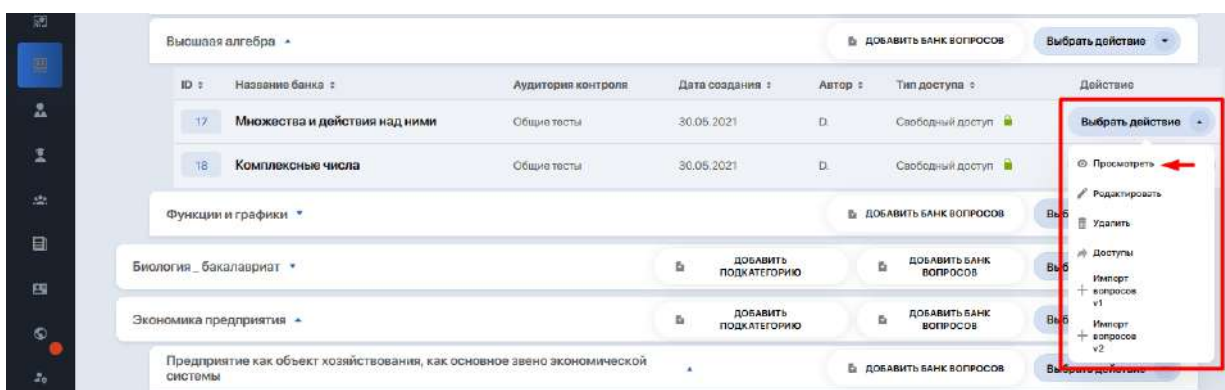 Высшая алгебра
ДОБАВИТЬ БАНК ВОПРОСОВ
Выбрать действие
ID Название банка Аудитория контроля Дата создания Автор Тип доступа Действие
17 Множества и действия над ними Общие тесты 30.05.2021 D. Свободный доступ Выбрать действие
18 Комплексные числа Общие тесты 30.05.2021 D. Свободный доступ
Просмотреть
Редактировать
Удалить
Доступы
Импорт
вопросов
v1
Импорт
вопросов
v2
Функции и графики
ДОБАВИТЬ БАНК ВОПРОСОВ
Биология_ бакалавриат
ДОБАВИТЬ
ПОДКАТЕГОРИЮ
ДОБАВИТЬ БАНК
ВОПРОСОВ
Экономика предприятия
ДОБАВИТЬ
ПОДКАТЕГОРИЮ
ДОБАВИТЬ БАНК
ВОПРОСОВ
Предприятие как объект хозяйствования, как основное звено экономической
системы
ДОБАВИТЬ БАНК ВОПРОСОВ
Выбрать действие